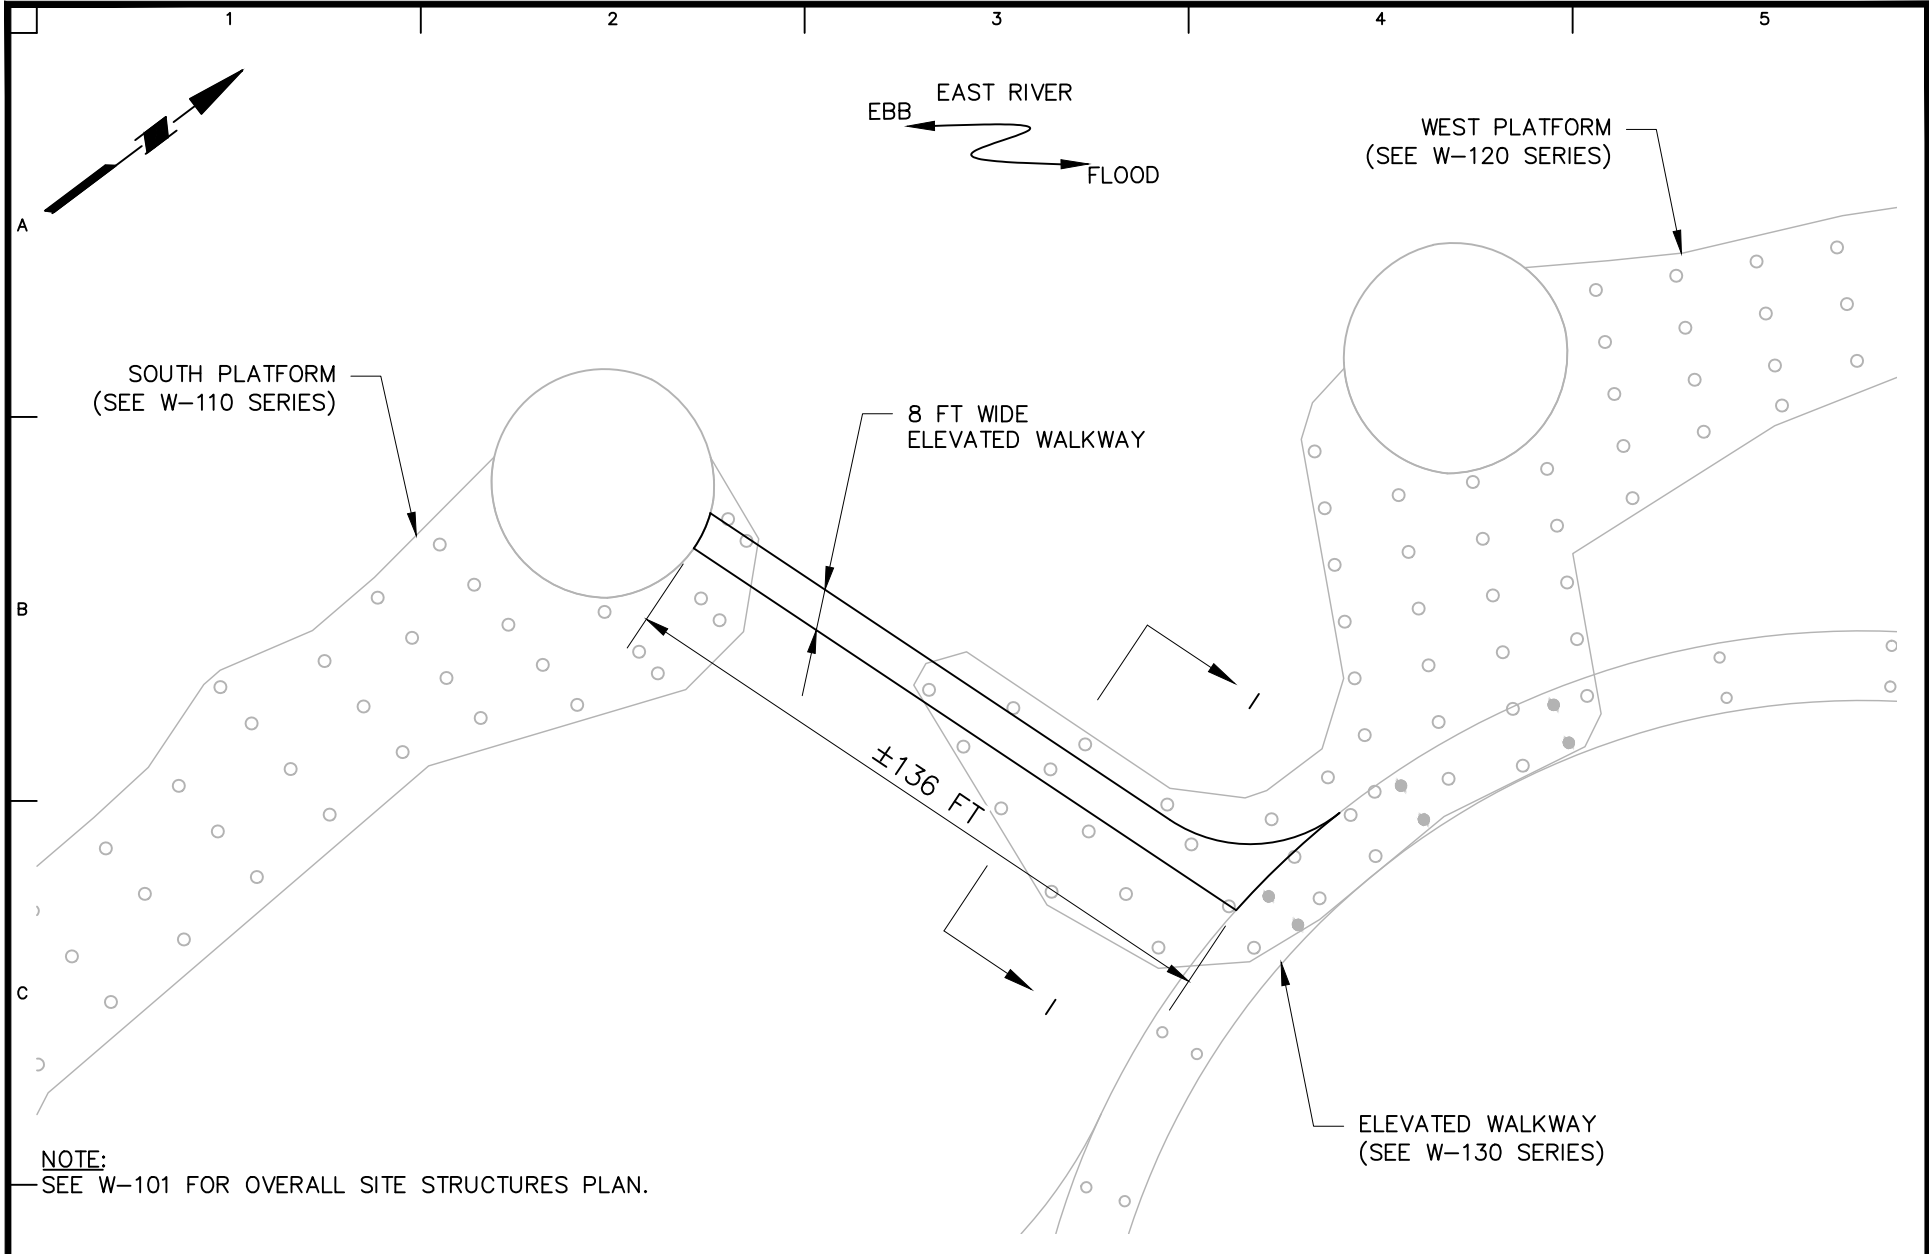 1
2
3
4
5
EAST RIVER
EBB
FLOOD
WEST PLATFORM
(SEE W-120 SERIES)
A
SOUTH PLATFORM
(SEE W-110 SERIES)
8 FT WIDE
ELEVATED WALKWAY
B
±136 FT
C
ELEVATED WALKWAY
(SEE W-130 SERIES)
NOTE:
SEE W-101 FOR OVERALL SITE STRUCTURES PLAN.